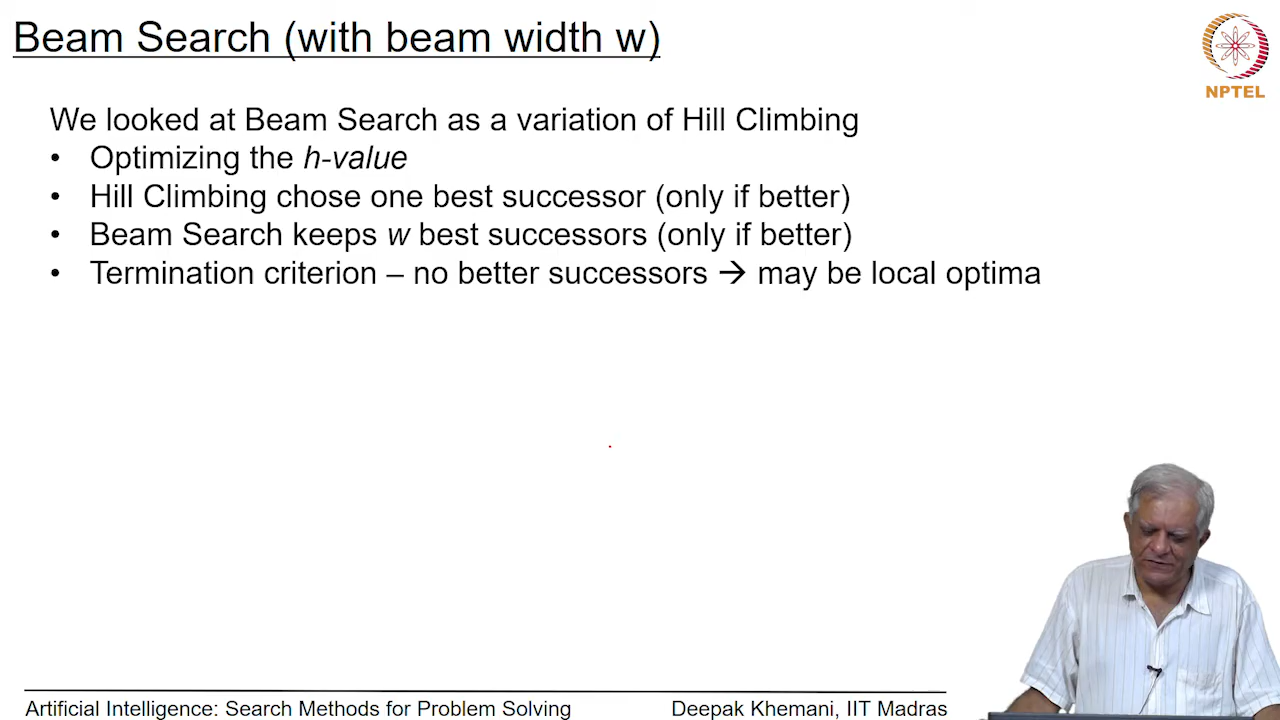 Beam Search (with beam width w)
NPTEL
We looked at Beam Search as a variation of Hill Climbing
• Optimizing the h-value
• Hill Climbing chose one best successor (only if better)
• Beam Search keeps w best successors (only if better)
• Termination criterion – no better successors → may be local optima
Artificial Intelligence: Search Methods for Problem Solving
Deepak Khemani, IIT Madras